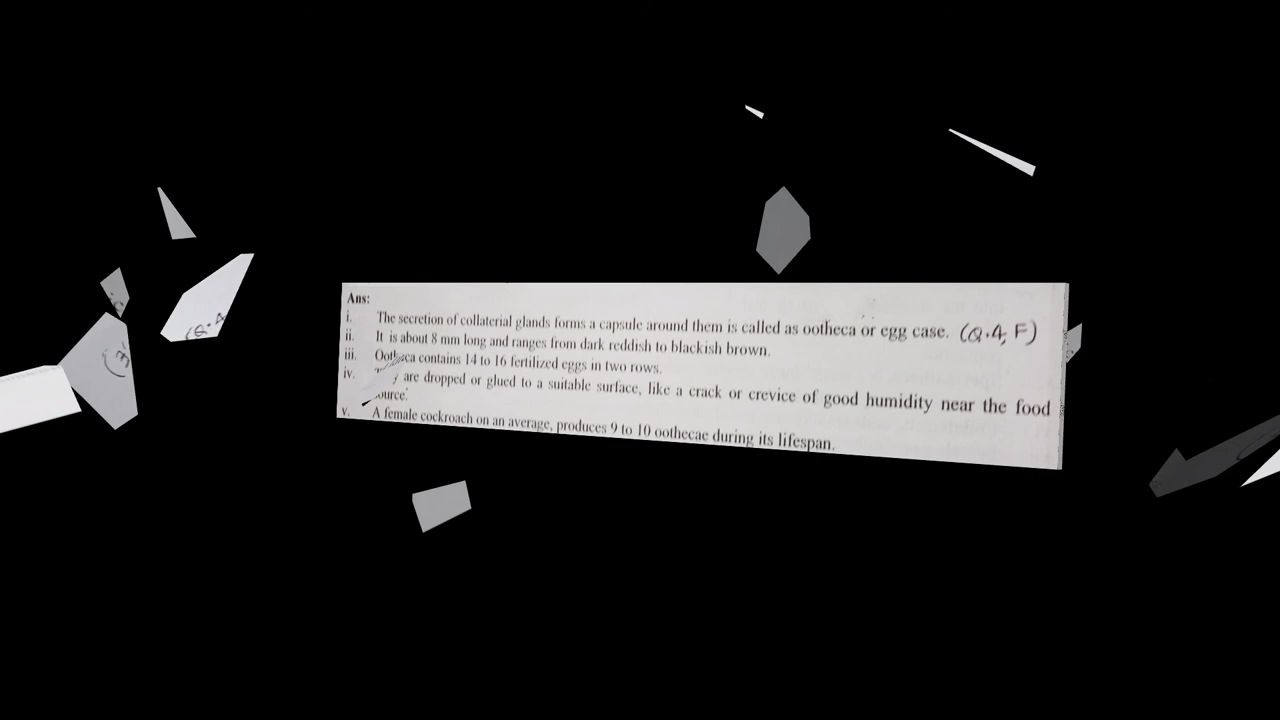 Ans:
i. The secretion of collaterial glands forms a capsule around them is called as ootheca or egg case. (Q.4, F)
ii. It is about 8 mm long and ranges from dark reddish to blackish brown.
iii. contains 14 to 16 fertilized eggs in two rows.
iv. are dropped or glued to a suitable surface, like a crack or crevice of good humidity near the food
v. A female cockroach on an average, produces 9 to 10 oothecae during its lifespan.
(3
(Q.4